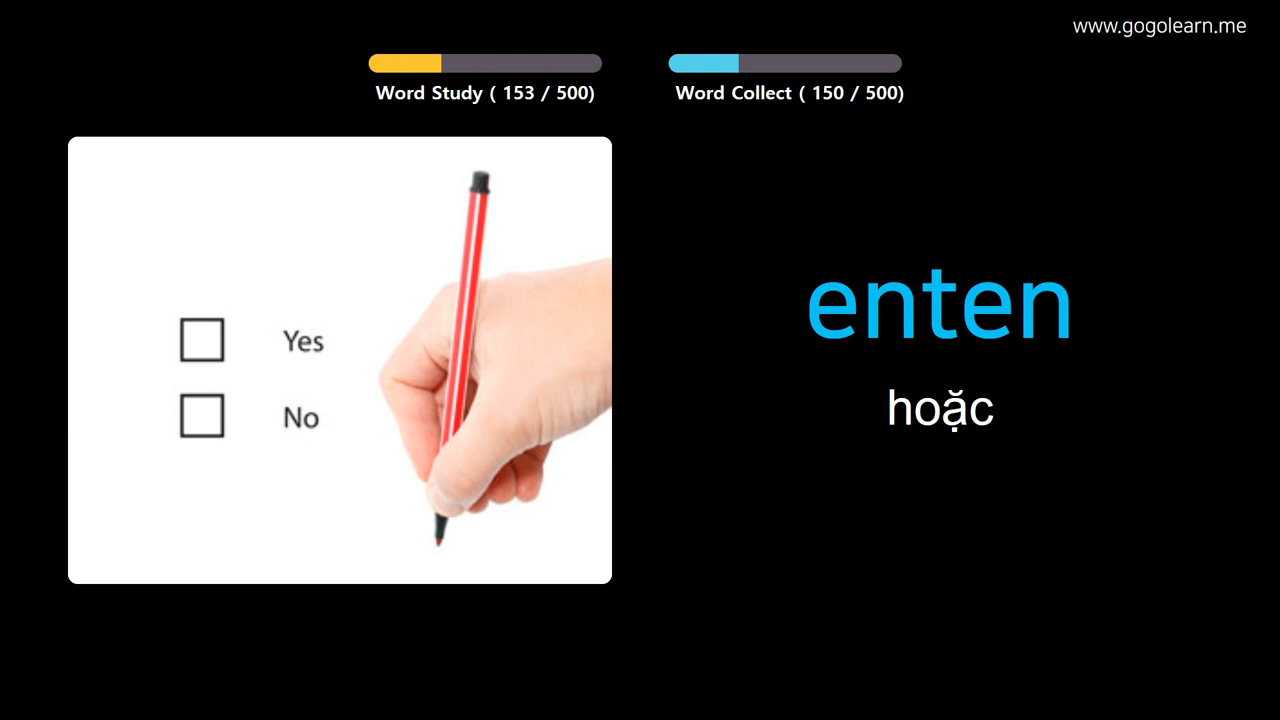 www.gogolearn.me
Word Study ( 153 / 500)
Word Collect ( 150 / 500)
Yes
No
enten
hoặc